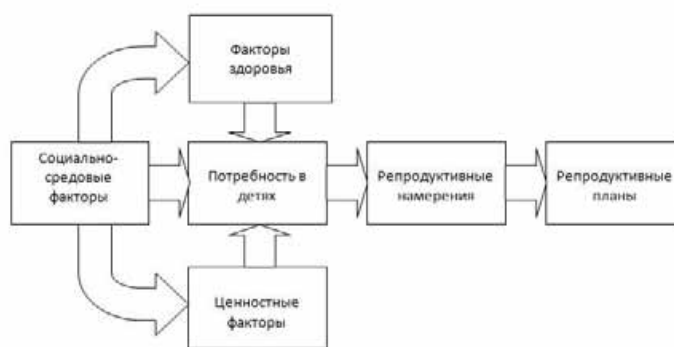 Факторы
здоровья
Социально-
средовые
факторы
Потребность в
детях
Репродуктивные
намерения
Репродуктивные
планы
Ценностные
факторы